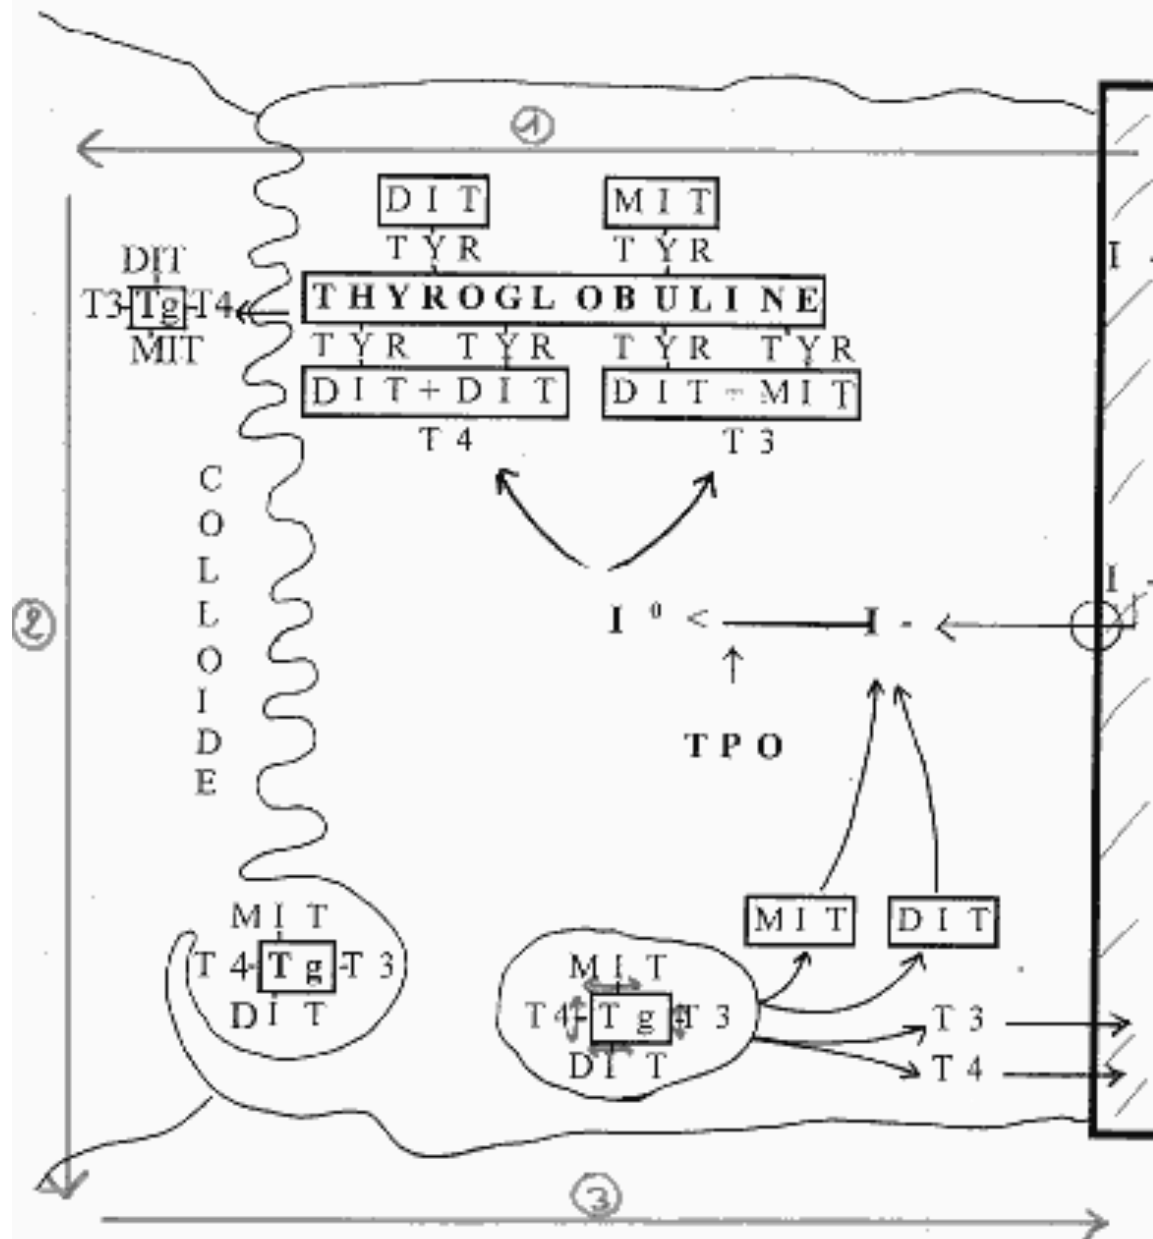 1
DIT MIT
TYR TYR
I
DIT
T3-Tg-T4
THYROGLOBULINE
MIT
TYR TYR TYR TYR
DIT+DIT DIT - MIT
T4 T3
COLLOIDE
I -
2
I ⁰ < I -
TPO
MIT DIT
MIT
T4-Tg-T3
DIT
MIT
T4-Tg-T3
DIT
T3
T4
3